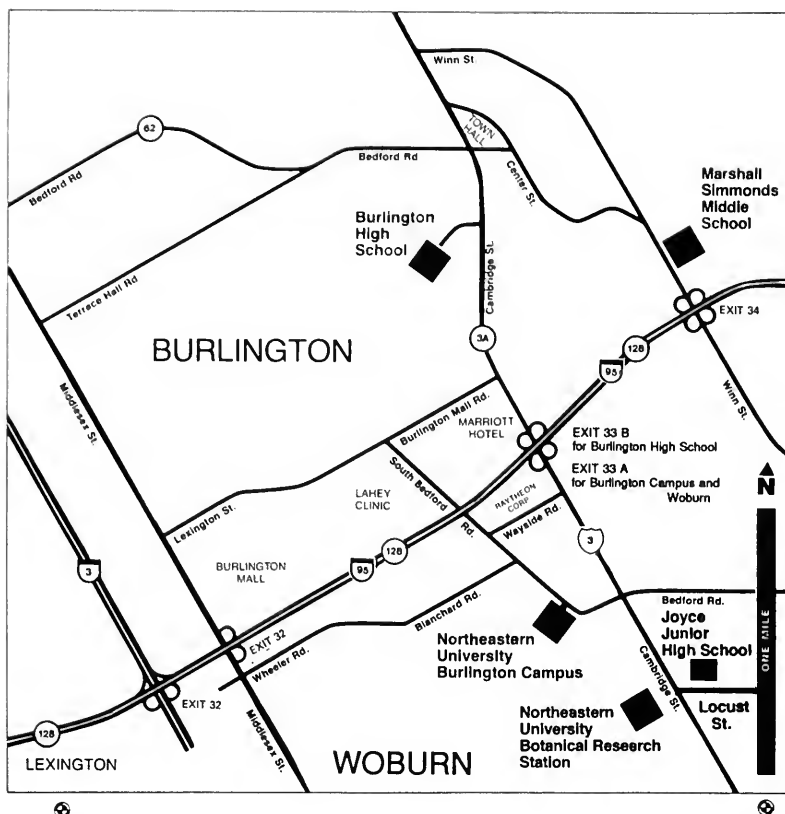 Winn St.
TOWN
HALL
62
Bedford Rd
Bedford Rd
Center St.
Marshall
Simmonds
Middle
School
Burlington
High
School
Cambridge St.
Terrace Hall Rd
EXIT 34
3A
128
95
BURLINGTON
Middlesex St.
Winn St.
Burlington Mall Rd.
MARRIOTT
HOTEL
EXIT 33 B
for Burlington High School
EXIT 33 A
for Burlington Campus and
Woburn
N
South Bedford
Rd.
LAHEY
CLINIC
RAYTHEON
CORP
Wayside Rd.
Lexington St.
3
128
95
BURLINGTON
MALL
3
Blanchard Rd.
Bedford Rd.
Joyce
Junior
High School
ONE MILE
Northeastern
University
Burlington Campus
EXIT 32
Wheeler Rd.
Cambridge St.
EXIT 32
Middlesex St.
Locust
St.
Northeastern
University
Botanical Research
Station
128
LEXINGTON
WOBURN